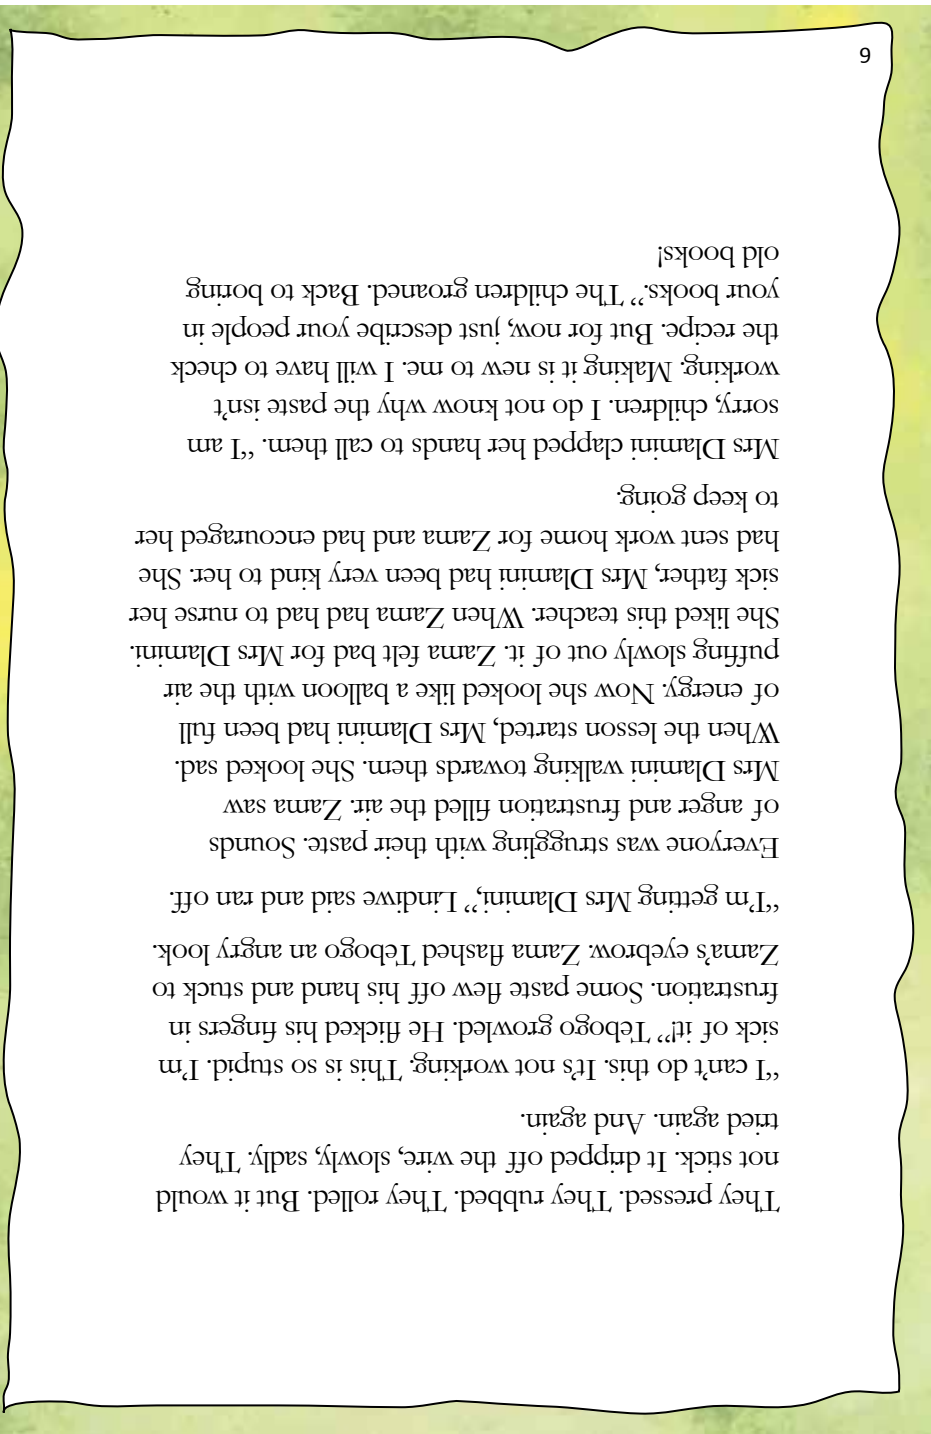 They pressed. They rubbed. They rolled. But it would
not stick. It dripped off the wire, slowly, sadly. They
tried again. And again.
“I can’t do this. It’s not working. This is so stupid. I’m
sick of it!” Tebogo growled. He flicked his fingers in
frustration. Some paste flew off his hand and stuck to
Zama’s eyebrow. Zama flashed Tebogo an angry look.
“I’m getting Mrs Dlamini,” Lindiwe said and ran off.
Everyone was struggling with their paste. Sounds
of anger and frustration filled the air. Zama saw
Mrs Dlamini walking towards them. She looked sad.
When the lesson started, Mrs Dlamini had been full
of energy. Now she looked like a balloon with the air
puffing slowly out of it. Zama felt bad for Mrs Dlamini.
She liked this teacher. When Zama had had to nurse her
sick father, Mrs Dlamini had been very kind to her. She
had sent work home for Zama and had encouraged her
to keep going.
Mrs Dlamini clapped her hands to call them. “I am
sorry, children. I do not know why the paste isn’t
working. Making it is new to me. I will have to check
the recipe. But for now, just describe your people in
your books.” The children groaned. Back to boring
old books!
6